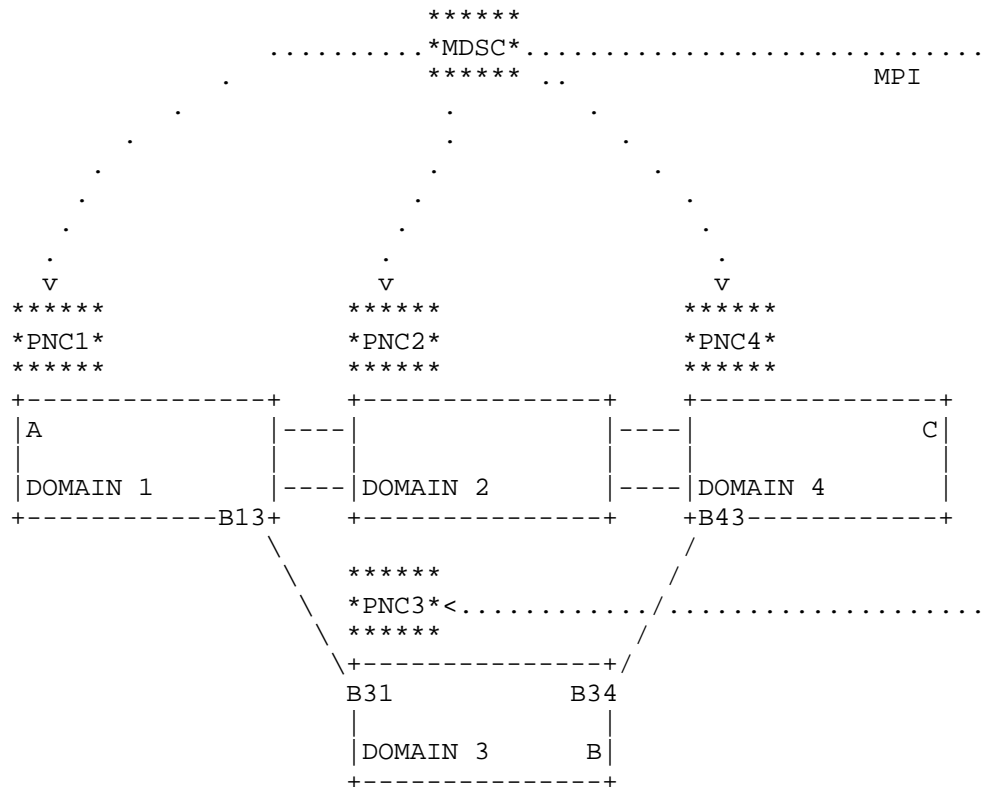 ******
..........*MDSC*.............................
. ****** .. MPI
. . .
. . .
. . .
. . .
. . .
. . .
v v v
****** ****** ******
*PNC1* *PNC2* *PNC4*
****** ****** ******
+---------------+ +---------------+ +---------------+
|A |----| |----| C|
| | | | | |
|DOMAIN 1 |----|DOMAIN 2 |----|DOMAIN 4 |
+------------B13+ +---------------+ +B43------------+
\ /
\ ****** /
\ *PNC3*<............/....................
\ ****** /
\+---------------+/
B31 B34
| |
|DOMAIN 3 B|
+---------------+